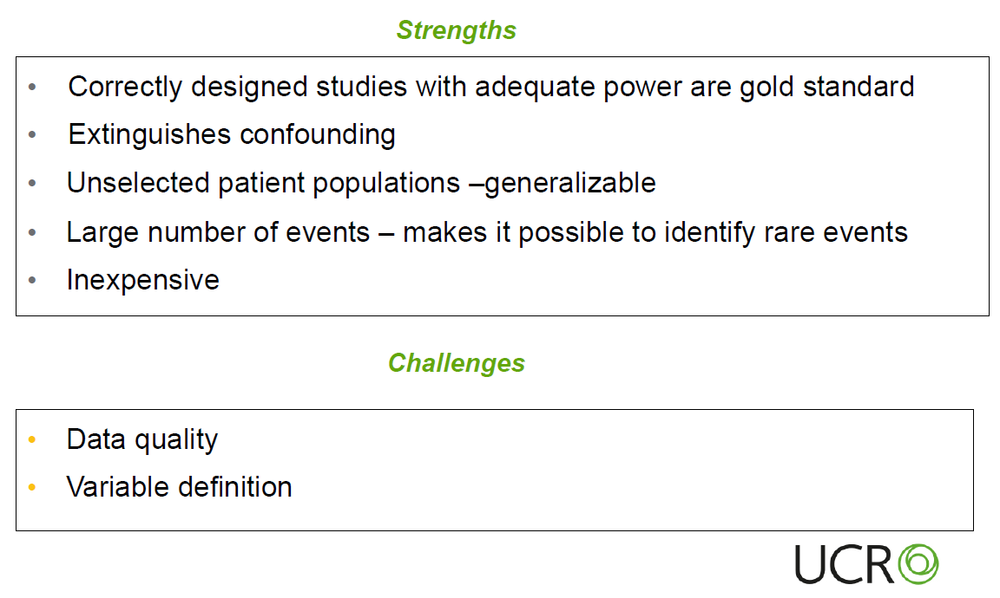 Strengths
• Correctly designed studies with adequate power are gold standard
• Extinguishes confounding
• Unselected patient populations –generalizable
• Large number of events – makes it possible to identify rare events
• Inexpensive
Challenges
• Data quality
• Variable definition
UCR